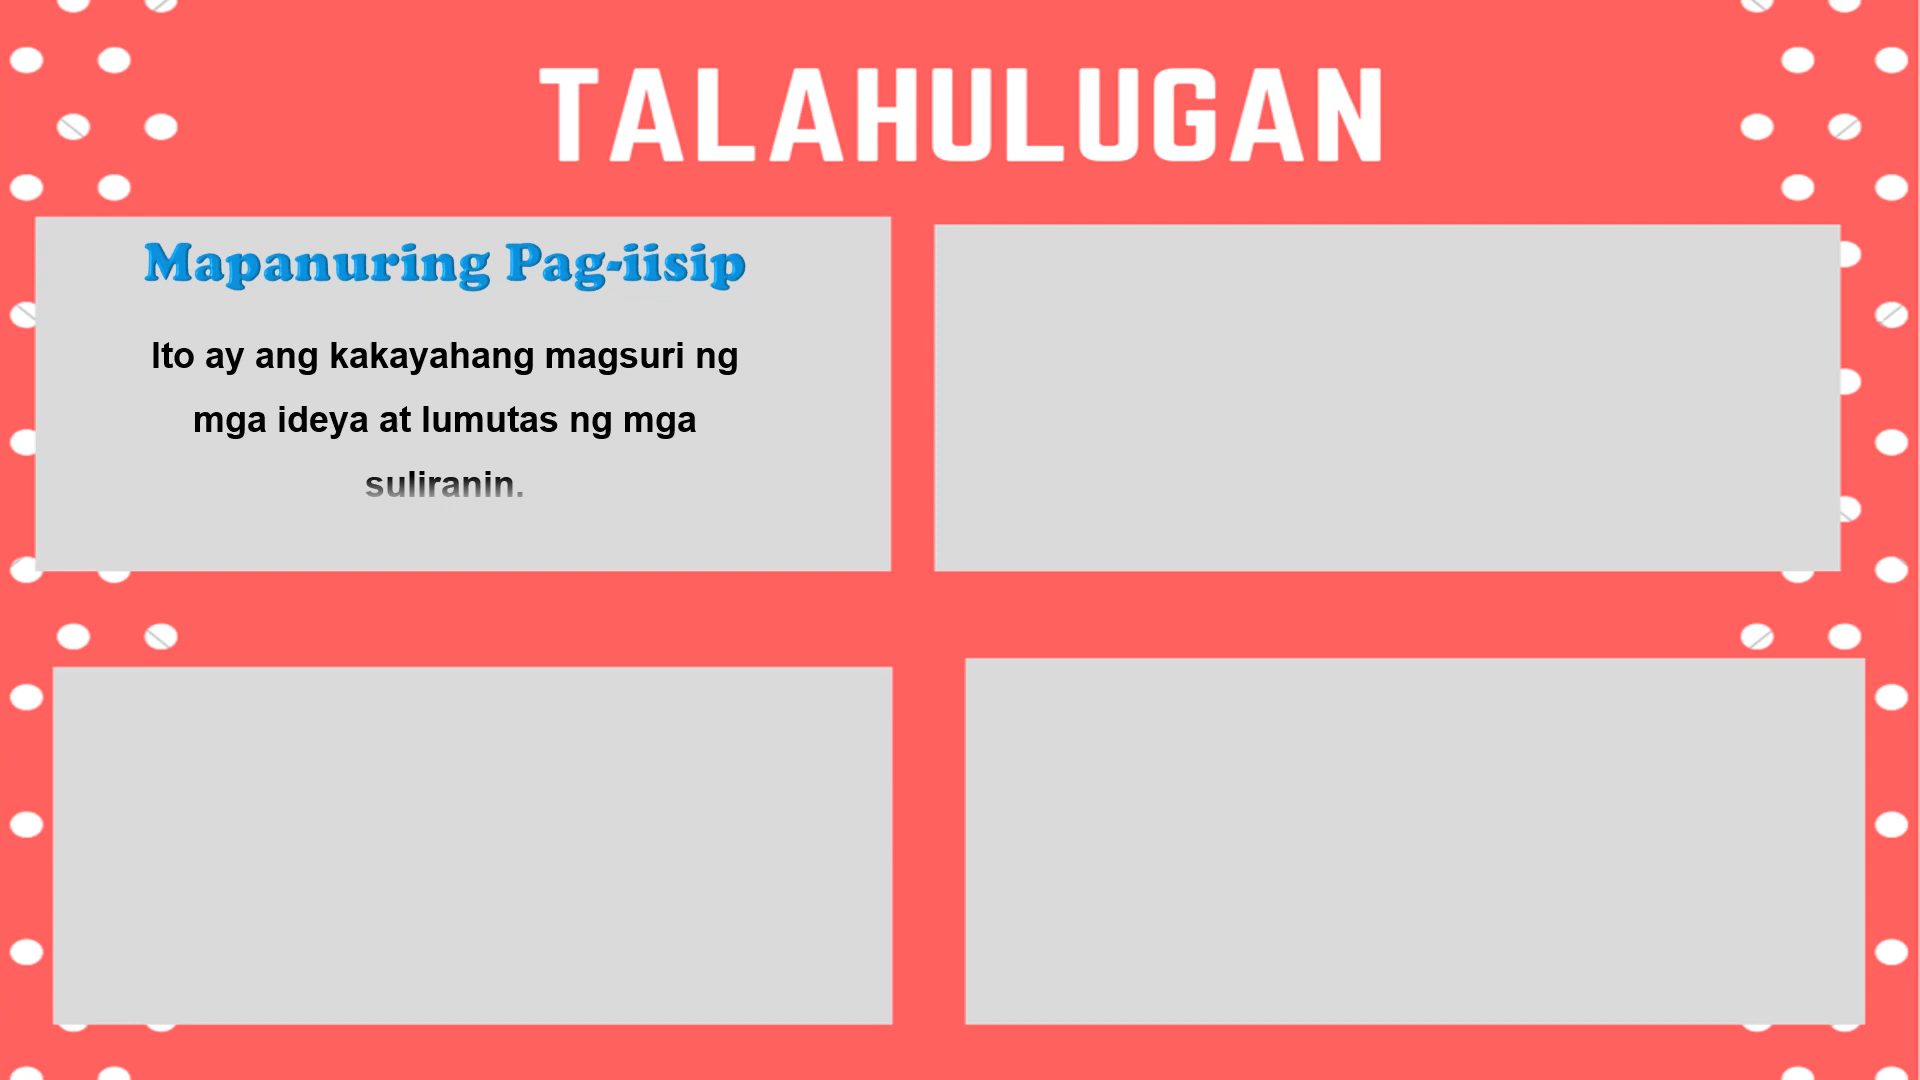 TALAHULUGAN
Mapanuring Pag-iisip
Ito ay ang kakayahang magsuri ng
mga ideya at lumutas ng mga
suliranin.